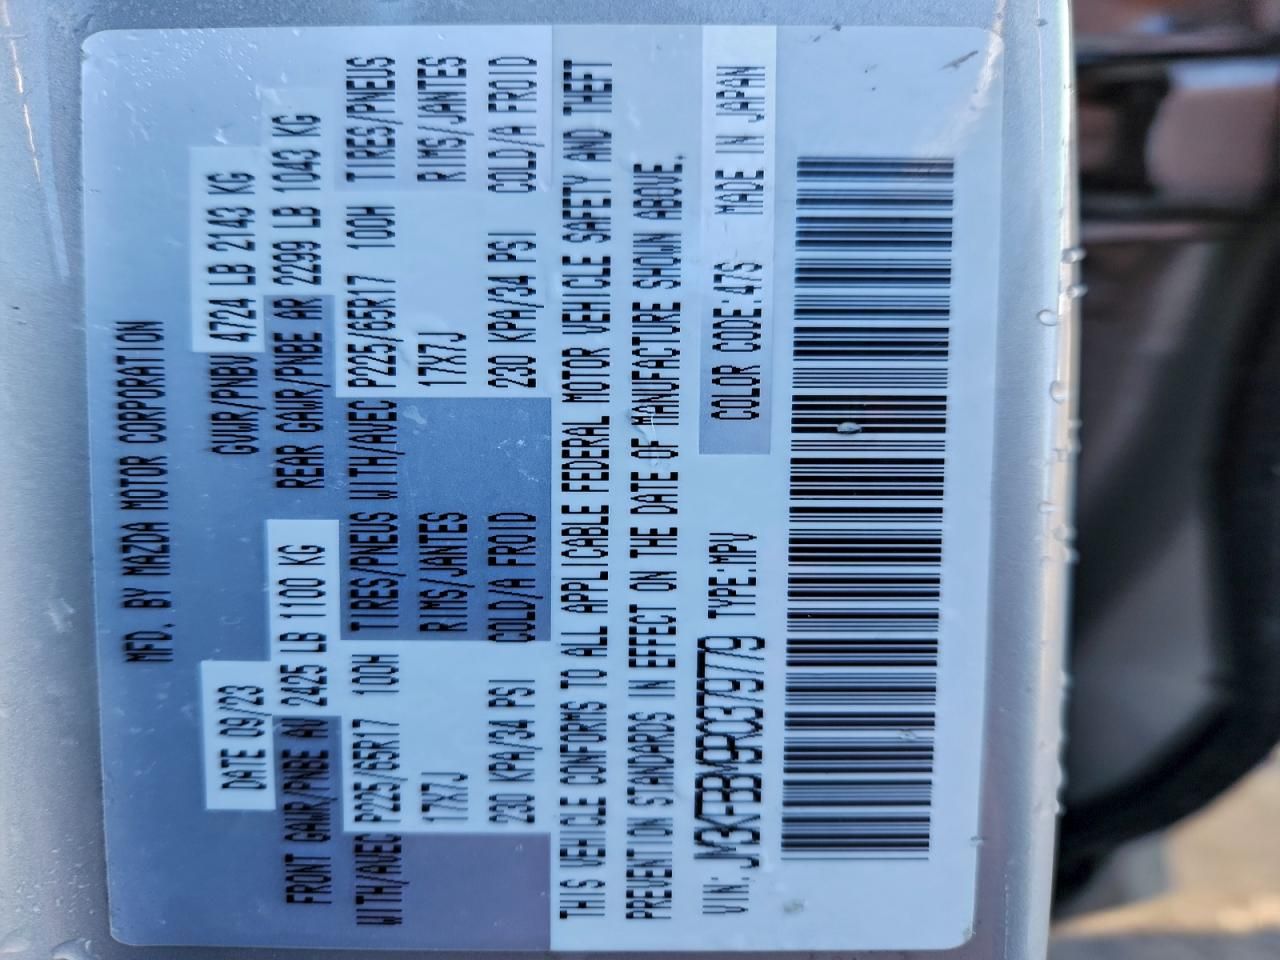 MFD. BY MAZDA MOTOR CORPORATION
DATE 09/23 GVWR/PNBV 4724 LB 2143 KG
FRONT GAWR/PNBE AV 2425 LB 1100 KG REAR GAWR/PNBE AR 2299 LB 1043 KG
WITH/AVEC P225/65R17 100H TIRES/PNEUS WITH/AVEC P225/65R17 100H TIRES/PNEUS
17X7J RIMS/JANTES 17X7J RIMS/JANTES
230 KPA/34 PSI COLD/A FROID 230 KPA/34 PSI COLD/A FROID
THIS VEHICLE CONFORMS TO ALL APPLICABLE FEDERAL MOTOR VEHICLE SAFETY AND THEFT
PREVENTION STANDARDS IN EFFECT ON THE DATE OF MANUFACTURE SHOWN ABOVE.
VIN: JM3KFBBM9R0379779 TYPE:MPV COLOR CODE:47S MADE IN JAPAN